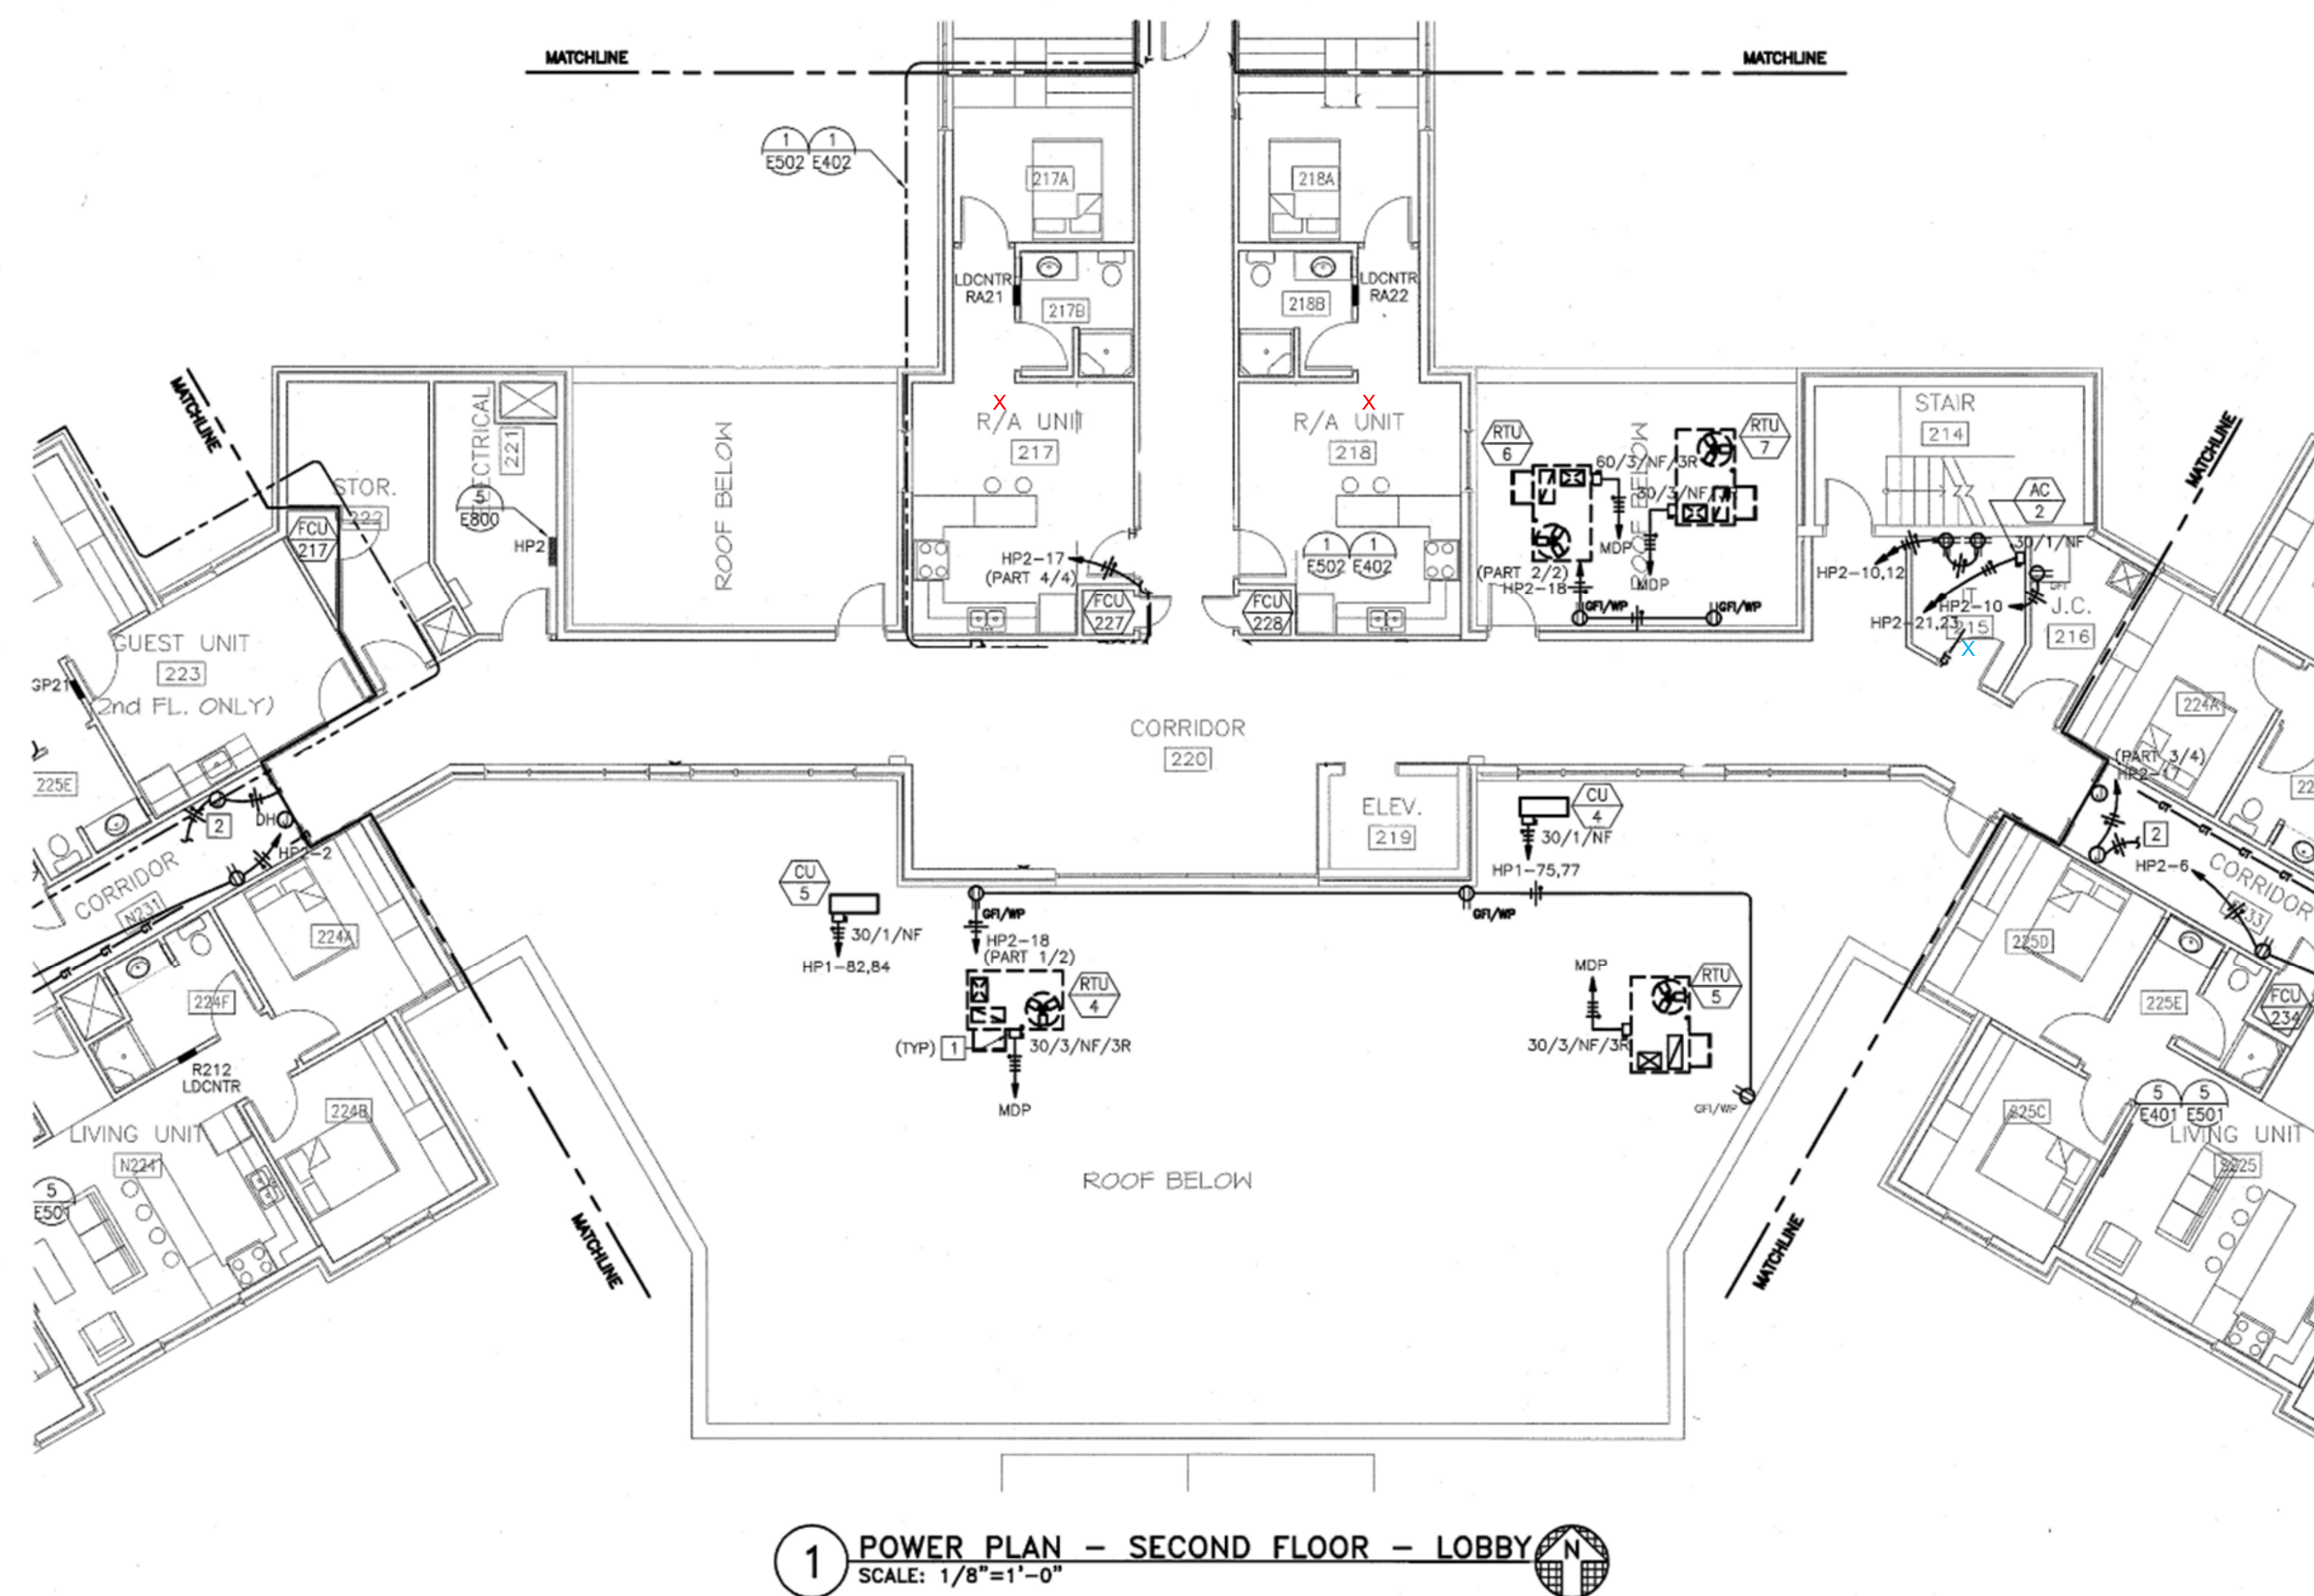 MATCHLINE
MATCHLINE
1
E502
1
E402
217A
218A
LDCNTR
RA21
217B
218B
LDCNTR
RA22
MATCHLINE
MATCHLINE
X
X
R/A UNIT
217
R/A UNIT
218
STAIR
214
ELECTRICAL
221
ROOF BELOW
ROOF BELOW
RTU
6
RTU
7
60/3/NF/3R
30/3/NF/3R
STOR.
222
5
E800
HP2
FCU
217
AC
2
30/1/NF
HP2-17
(PART 4/4)
1
E502
1
E402
MDP
MDP
(PART 2/2)
HP2-18
GFI/WP
GFI/WP
HP2-10,12
IT
HP2-10
HP2-21,23
215
X
J.C.
216
FCU
227
FCU
228
GUEST UNIT
223
2nd FL. ONLY)
GP21
224A
CORRIDOR
220
(PART 3/4)
HP2-17
225E
2
DH
HP2-2
ELEV.
219
CU
4
30/1/NF
HP1-75,77
2
HP2-6
CORRIDOR
CORRIDOR
N231
CU
5
30/1/NF
HP1-82,84
GFI/WP
GFI/WP
HP2-18
(PART 1/2)
RTU
4
(TYP)
1
30/3/NF/3R
MDP
MDP
RTU
5
30/3/NF/3R
GFI/WP
224A
224F
225D
225E
FCU
234
R212
LDCNTR
224B
225C
5
E401
5
E501
LIVING UNIT
N224
LIVING UNIT
S225
5
E501
ROOF BELOW
MATCHLINE
MATCHLINE
1
POWER PLAN - SECOND FLOOR - LOBBY
SCALE: 1/8"=1'-0"
N